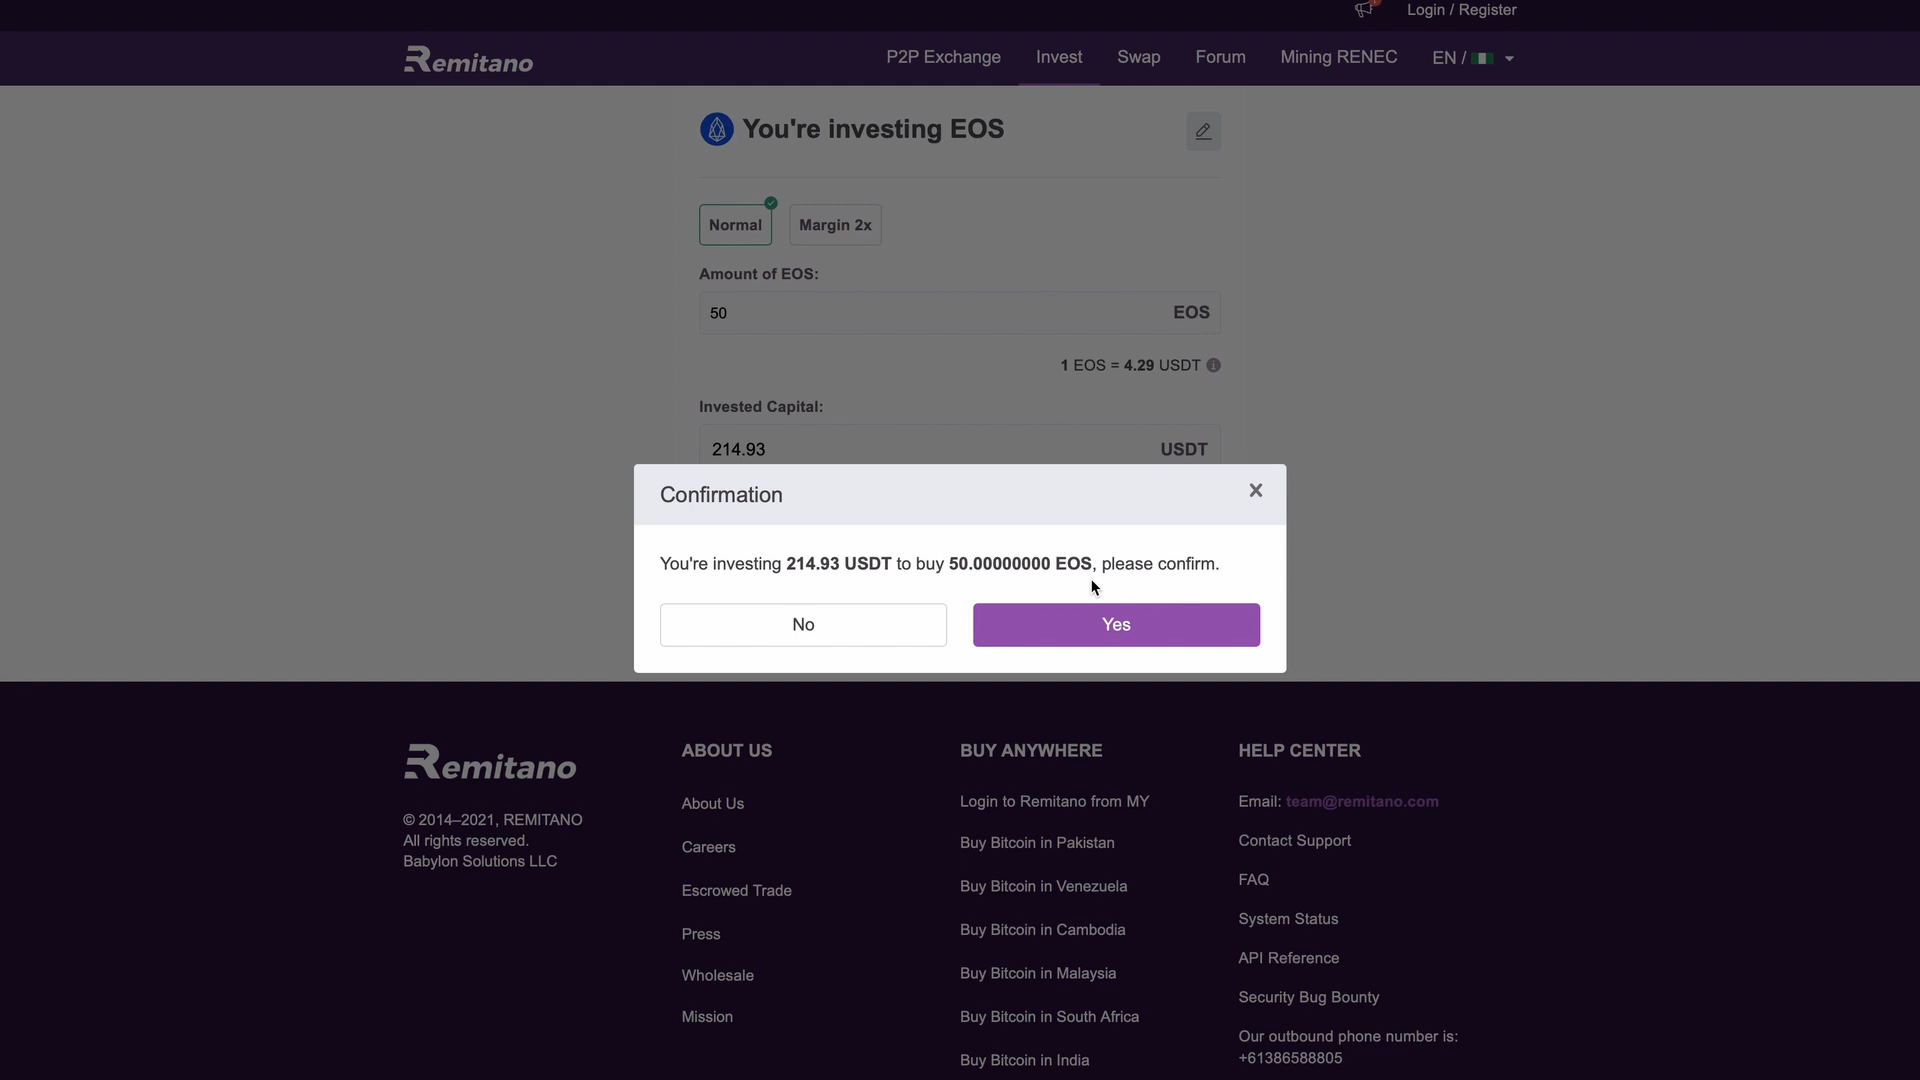 Login / Register
Remitano
P2P Exchange
Invest
Swap
Forum
Mining RENEC
EN /
You're investing EOS
Normal
Margin 2x
Amount of EOS:
50
EOS
1 EOS = 4.29 USDT
Invested Capital:
214.93
USDT
Confirmation
You're investing 214.93 USDT to buy 50.00000000 EOS, please confirm.
No
Yes
Remitano
© 2014–2021, REMITANO
All rights reserved.
Babylon Solutions LLC
ABOUT US
About Us
Careers
Escrowed Trade
Press
Wholesale
Mission
BUY ANYWHERE
Login to Remitano from MY
Buy Bitcoin in Pakistan
Buy Bitcoin in Venezuela
Buy Bitcoin in Cambodia
Buy Bitcoin in Malaysia
Buy Bitcoin in South Africa
Buy Bitcoin in India
HELP CENTER
Email: team@remitano.com
Contact Support
FAQ
System Status
API Reference
Security Bug Bounty
Our outbound phone number is:
+61386588805